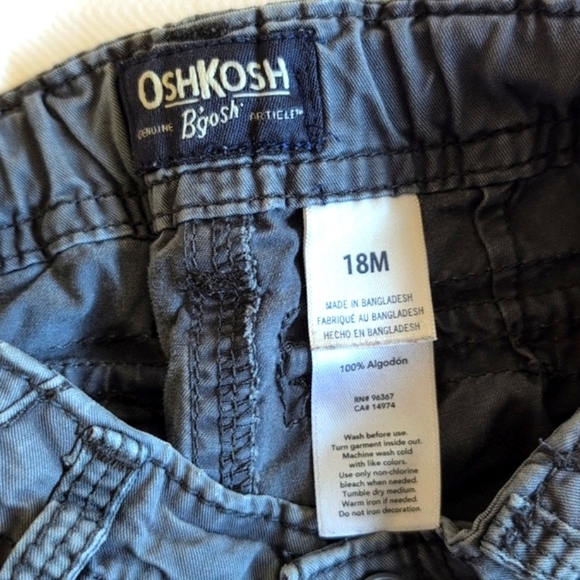 OSHKOSH
GENUINE B'gosh ARTICLE™
18M
MADE IN BANGLADESH
FABRIQUÉ AU BANGLADESH
HECHO EN BANGLADESH
100% Algodón
RN# 96367
CA# 14974
Wash before use.
Turn garment inside out.
Machine wash cold
with like colors.
Use only non-chlorine
bleach when needed.
Tumble dry medium.
Warm iron if needed.
Do not iron decoration.